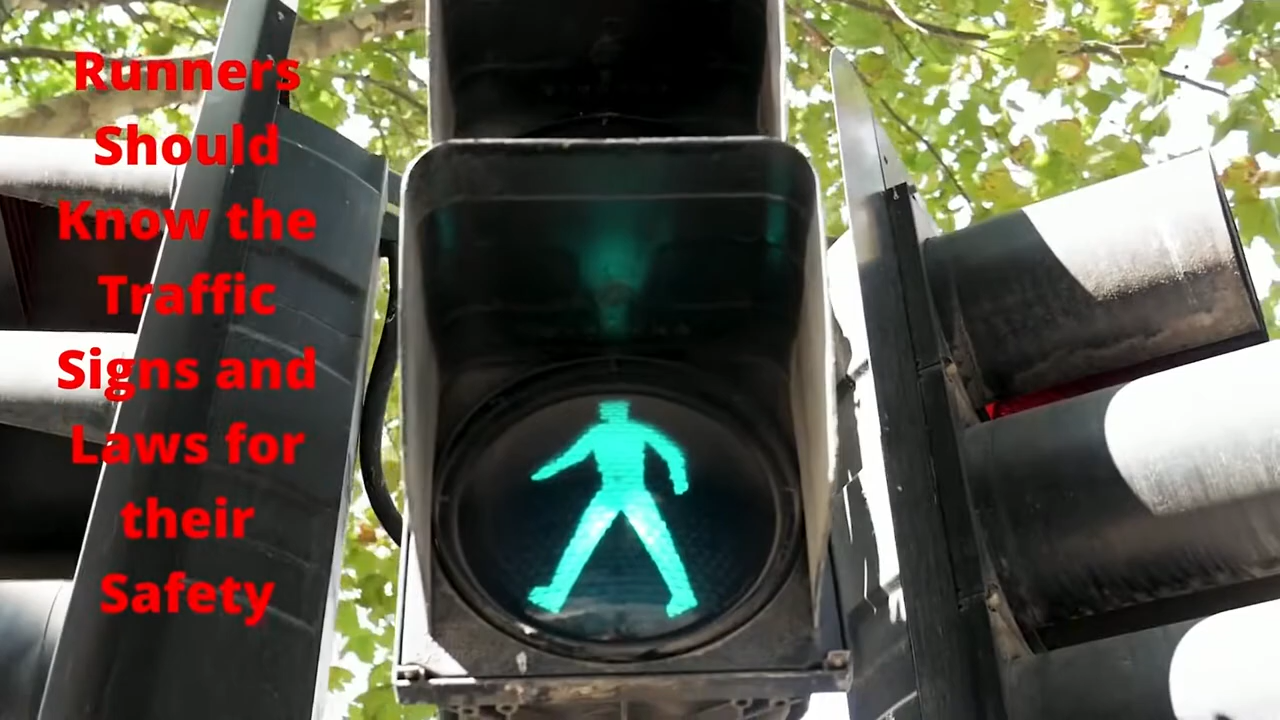 Runners
Should
Know the
Traffic
Signs and
Laws for
their
Safety